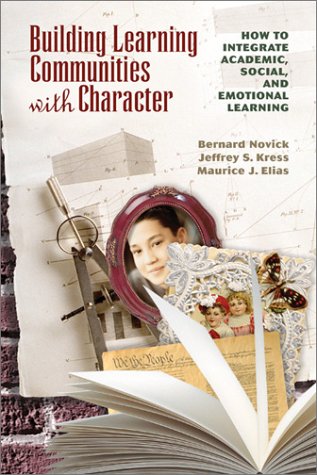 Building Learning
Communities
with Character
HOW TO
INTEGRATE
ACADEMIC,
SOCIAL,
AND
EMOTIONAL
LEARNING
Bernard Novick
Jeffrey S. Kress
Maurice J. Elias
We the People